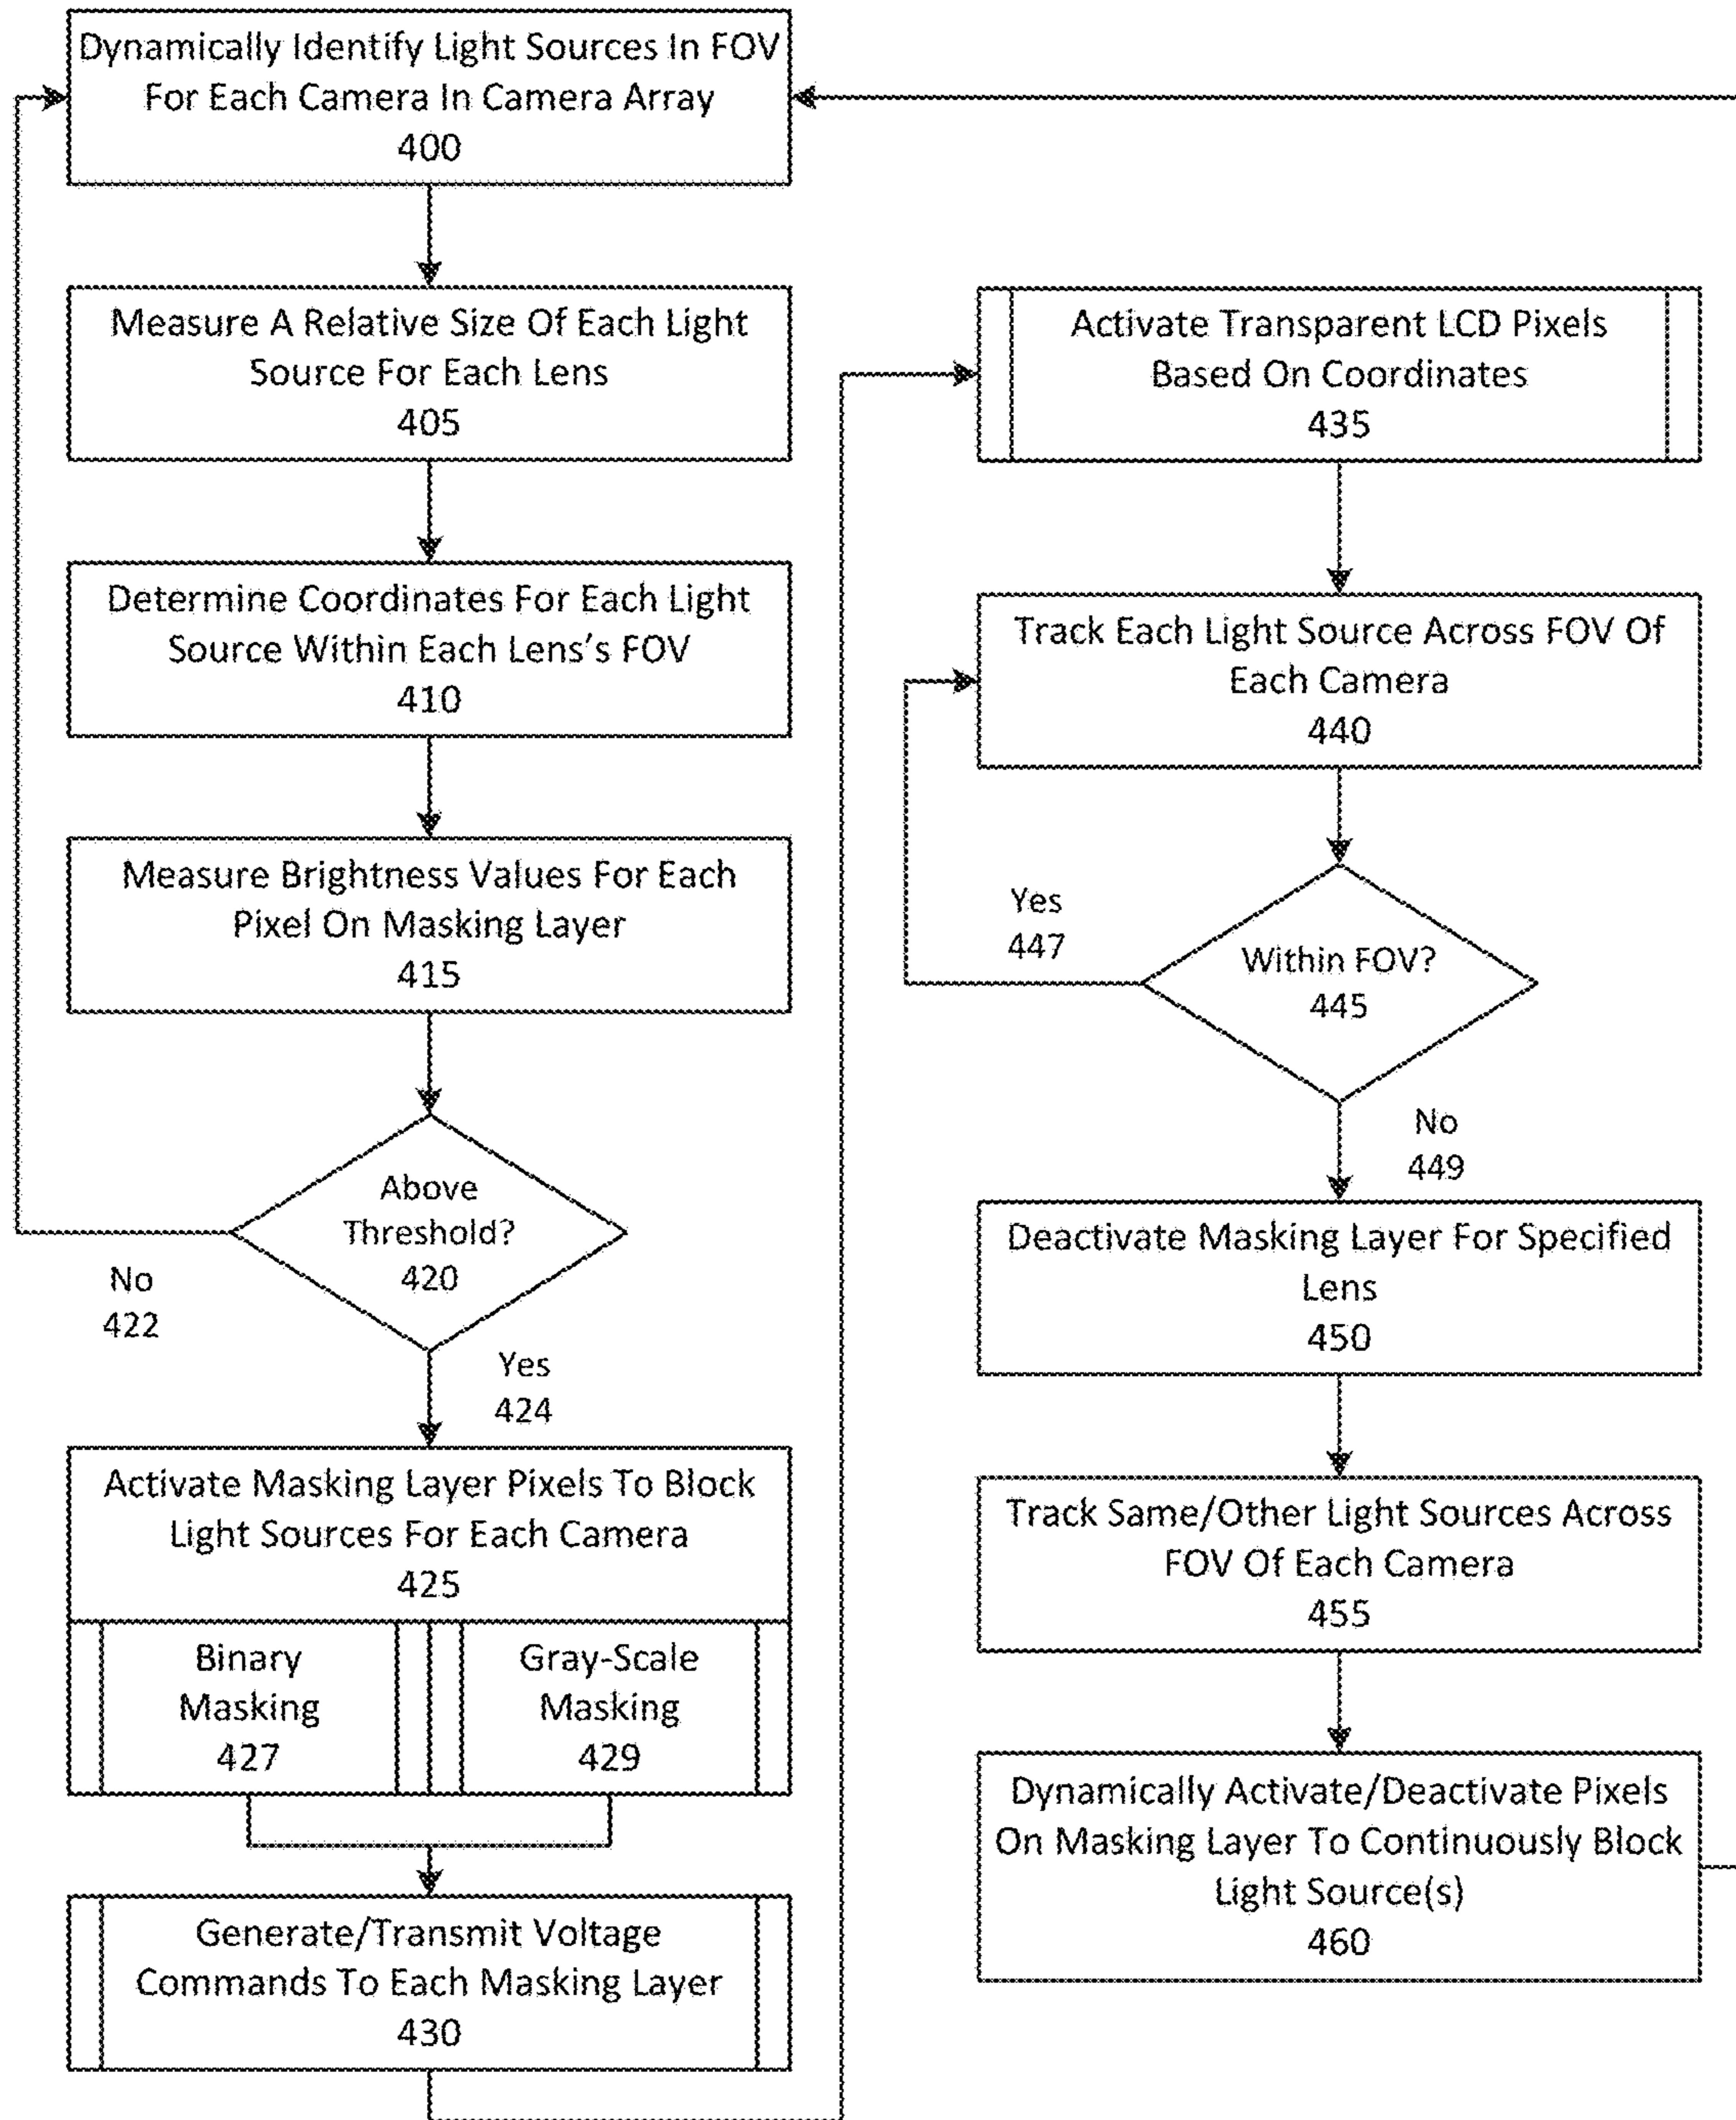 Dynamically Identify Light Sources In FOV
For Each Camera In Camera Array
400
Measure A Relative Size Of Each Light
Source For Each Lens
405
Determine Coordinates For Each Light
Source Within Each Lens's FOV
410
Measure Brightness Values For Each
Pixel On Masking Layer
415
Above
Threshold?
420
No
422
Yes
424
Activate Masking Layer Pixels To Block
Light Sources For Each Camera
425
Binary
Masking
427
Gray-Scale
Masking
429
Generate/Transmit Voltage
Commands To Each Masking Layer
430
Activate Transparent LCD Pixels
Based On Coordinates
435
Track Each Light Source Across FOV Of
Each Camera
440
Yes
447
Within FOV?
445
No
449
Deactivate Masking Layer For Specified
Lens
450
Track Same/Other Light Sources Across
FOV Of Each Camera
455
Dynamically Activate/Deactivate Pixels
On Masking Layer To Continuously Block
Light Source(s)
460